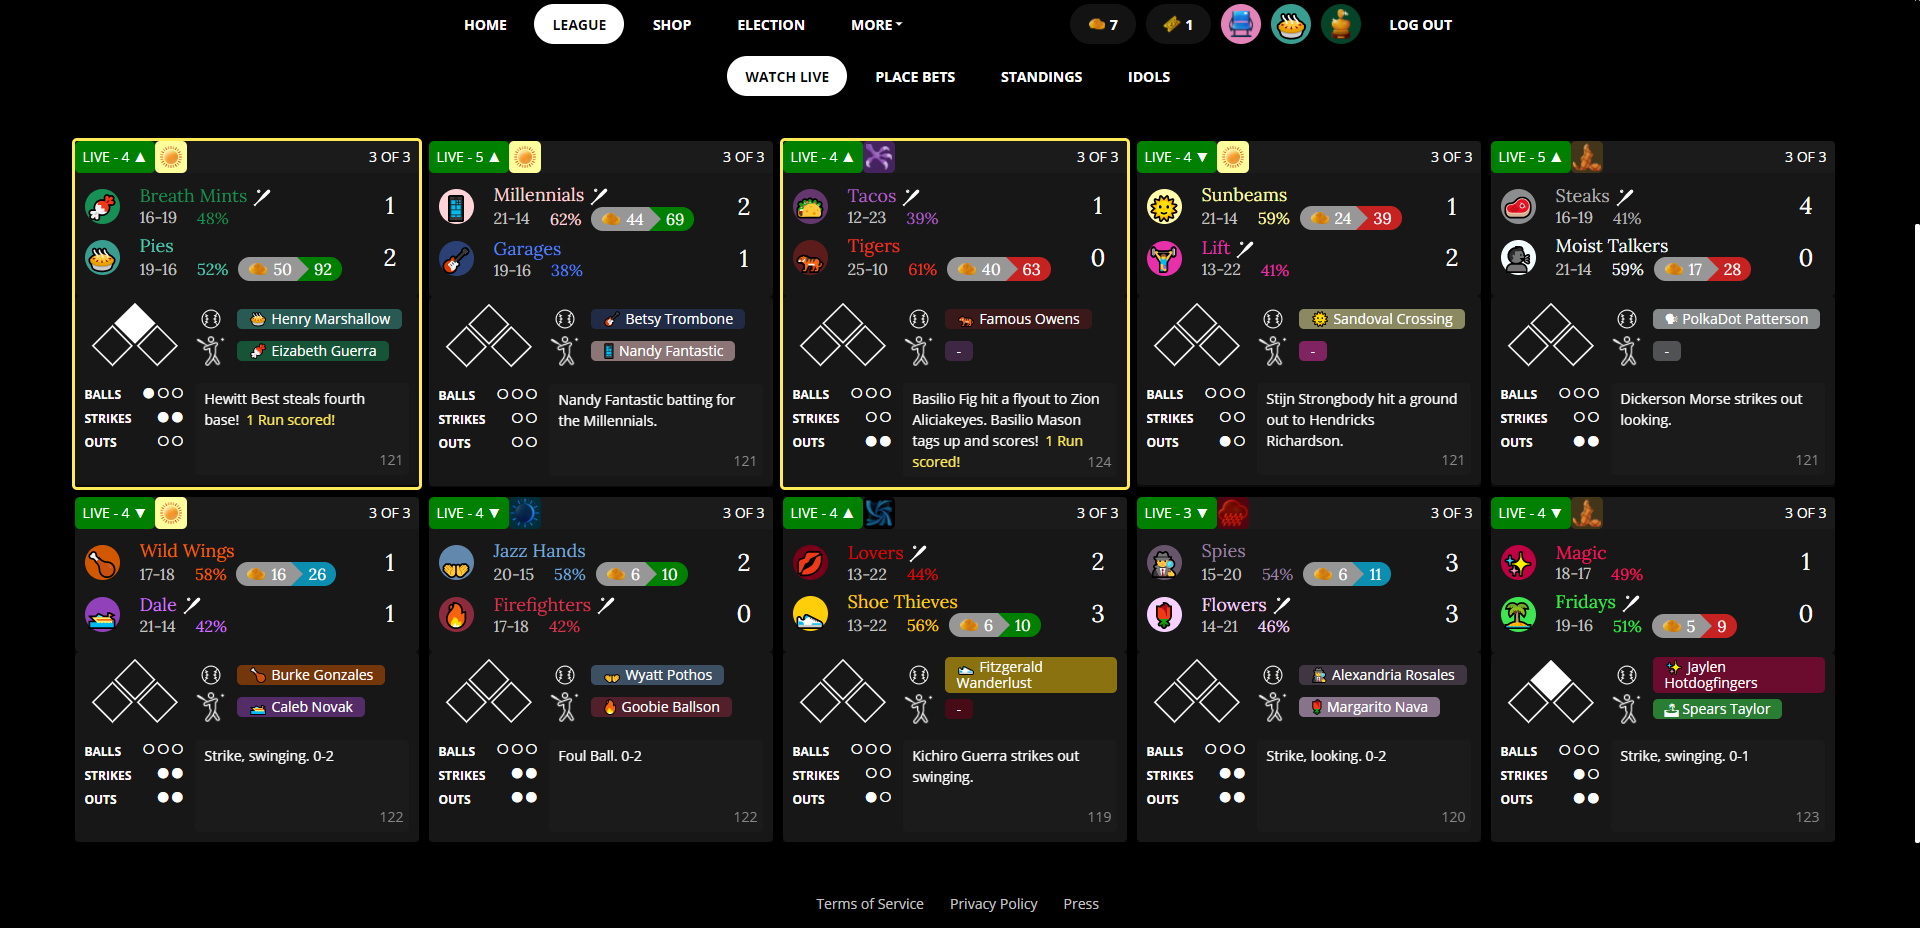 HOME LEAGUE SHOP ELECTION MORE 7 1 LOG OUT
WATCH LIVE PLACE BETS STANDINGS IDOLS
LIVE - 4 ▲ 3 OF 3
Breath Mints 1
16-19 48%
Pies 2
19-16 52% 50 92
Henry Marshallow
Eizabeth Guerra
BALLS
STRIKES
OUTS
Hewitt Best steals fourth
base! 1 Run scored!
121
LIVE - 5 ▲ 3 OF 3
Millennials 2
21-14 62% 44 69
Garages 1
19-16 38%
Betsy Trombone
Nandy Fantastic
BALLS
STRIKES
OUTS
Nandy Fantastic batting for
the Millennials.
121
LIVE - 4 ▲ 3 OF 3
Tacos 1
12-23 39%
Tigers 0
25-10 61% 40 63
Famous Owens
-
BALLS
STRIKES
OUTS
Basilio Fig hit a flyout to Zion
Aliciakeyes. Basilio Mason
tags up and scores! 1 Run
scored!
124
LIVE - 4 ▼ 3 OF 3
Sunbeams 1
21-14 59% 24 39
Lift 2
13-22 41%
Sandoval Crossing
-
BALLS
STRIKES
OUTS
Stijn Strongbody hit a ground
out to Hendricks
Richardson.
121
LIVE - 5 ▲ 3 OF 3
Steaks 4
16-19 41%
Moist Talkers 0
21-14 59% 17 28
PolkaDot Patterson
-
BALLS
STRIKES
OUTS
Dickerson Morse strikes out
looking.
121
LIVE - 4 ▼ 3 OF 3
Wild Wings 1
17-18 58% 16 26
Dale 1
21-14 42%
Burke Gonzales
Caleb Novak
BALLS
STRIKES
OUTS
Strike, swinging. 0-2
122
LIVE - 4 ▼ 3 OF 3
Jazz Hands 2
20-15 58% 6 10
Firefighters 0
17-18 42%
Wyatt Pothos
Goobie Ballson
BALLS
STRIKES
OUTS
Foul Ball. 0-2
122
LIVE - 4 ▲ 3 OF 3
Lovers 2
13-22 44%
Shoe Thieves 3
13-22 56% 6 10
Fitzgerald
Wanderlust
-
BALLS
STRIKES
OUTS
Kichiro Guerra strikes out
swinging.
119
LIVE - 3 ▼ 3 OF 3
Spies 3
15-20 54% 6 11
Flowers 3
14-21 46%
Alexandria Rosales
Margarito Nava
BALLS
STRIKES
OUTS
Strike, looking. 0-2
120
LIVE - 4 ▼ 3 OF 3
Magic 1
18-17 49%
Fridays 0
19-16 51% 5 9
Jaylen
Hotdogfingers
Spears Taylor
BALLS
STRIKES
OUTS
Strike, swinging. 0-1
123
Terms of Service Privacy Policy Press